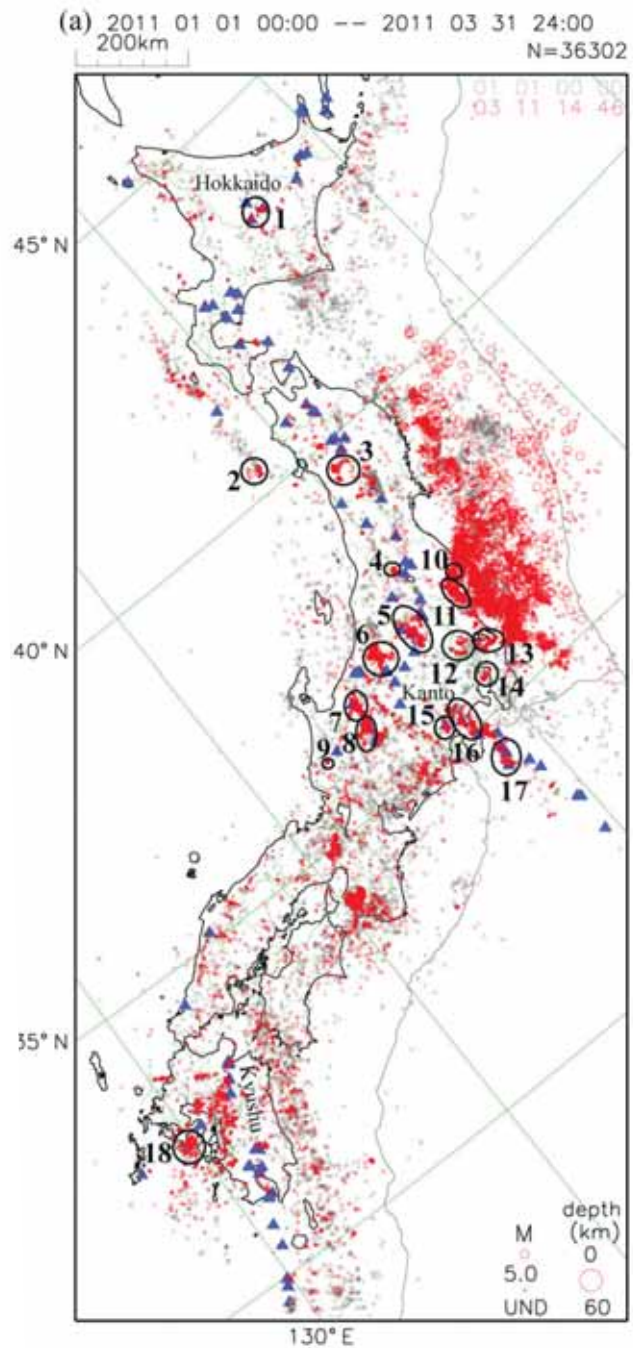 (a) 2011 01 01 00:00 -- 2011 03 31 24:00
200km
N=36302
01 01 00 00
03 11 14 46
Hokkaido
1
45° N
2
3
4
10
5
11
6
40° N
12
13
14
Kanto
7
15
8
16
9
17
35° N
Kyushu
18
M
depth
(km)
0
5.0
UND
60
130°E